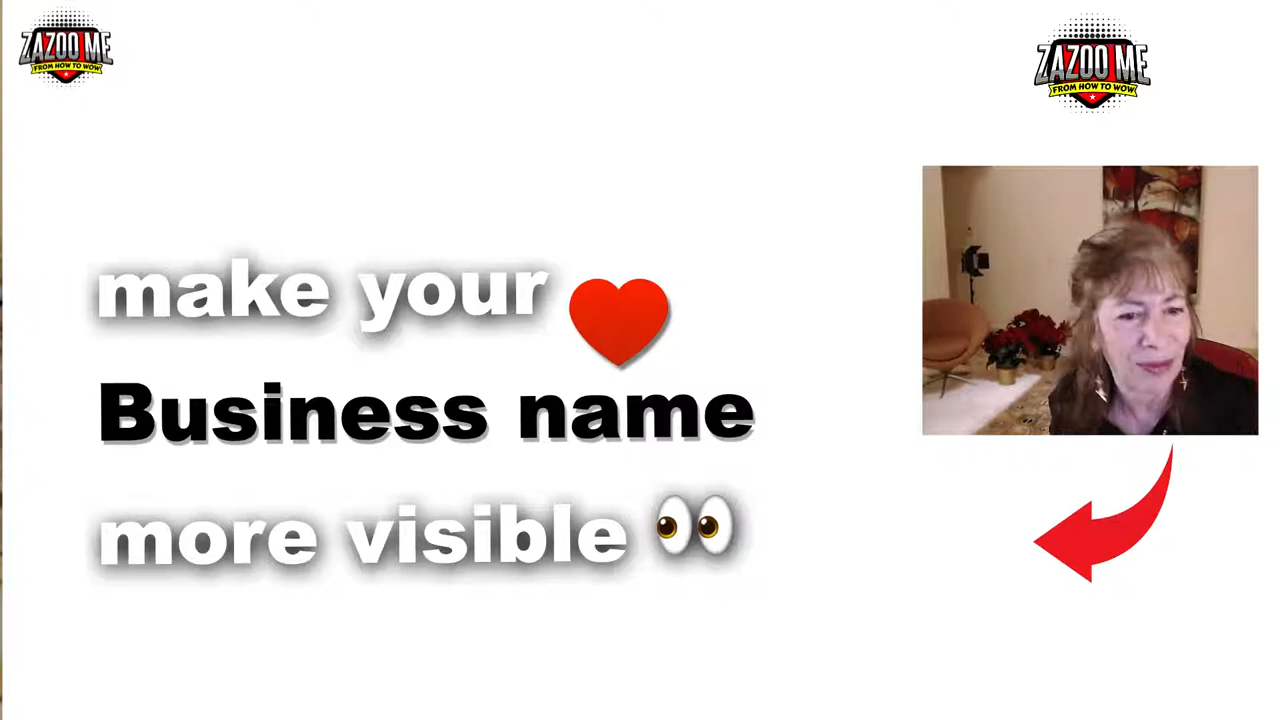 ZAZOO ME
FROM HOW TO WOW
ZAZOO ME
FROM HOW TO WOW
make your
Business name
more visible